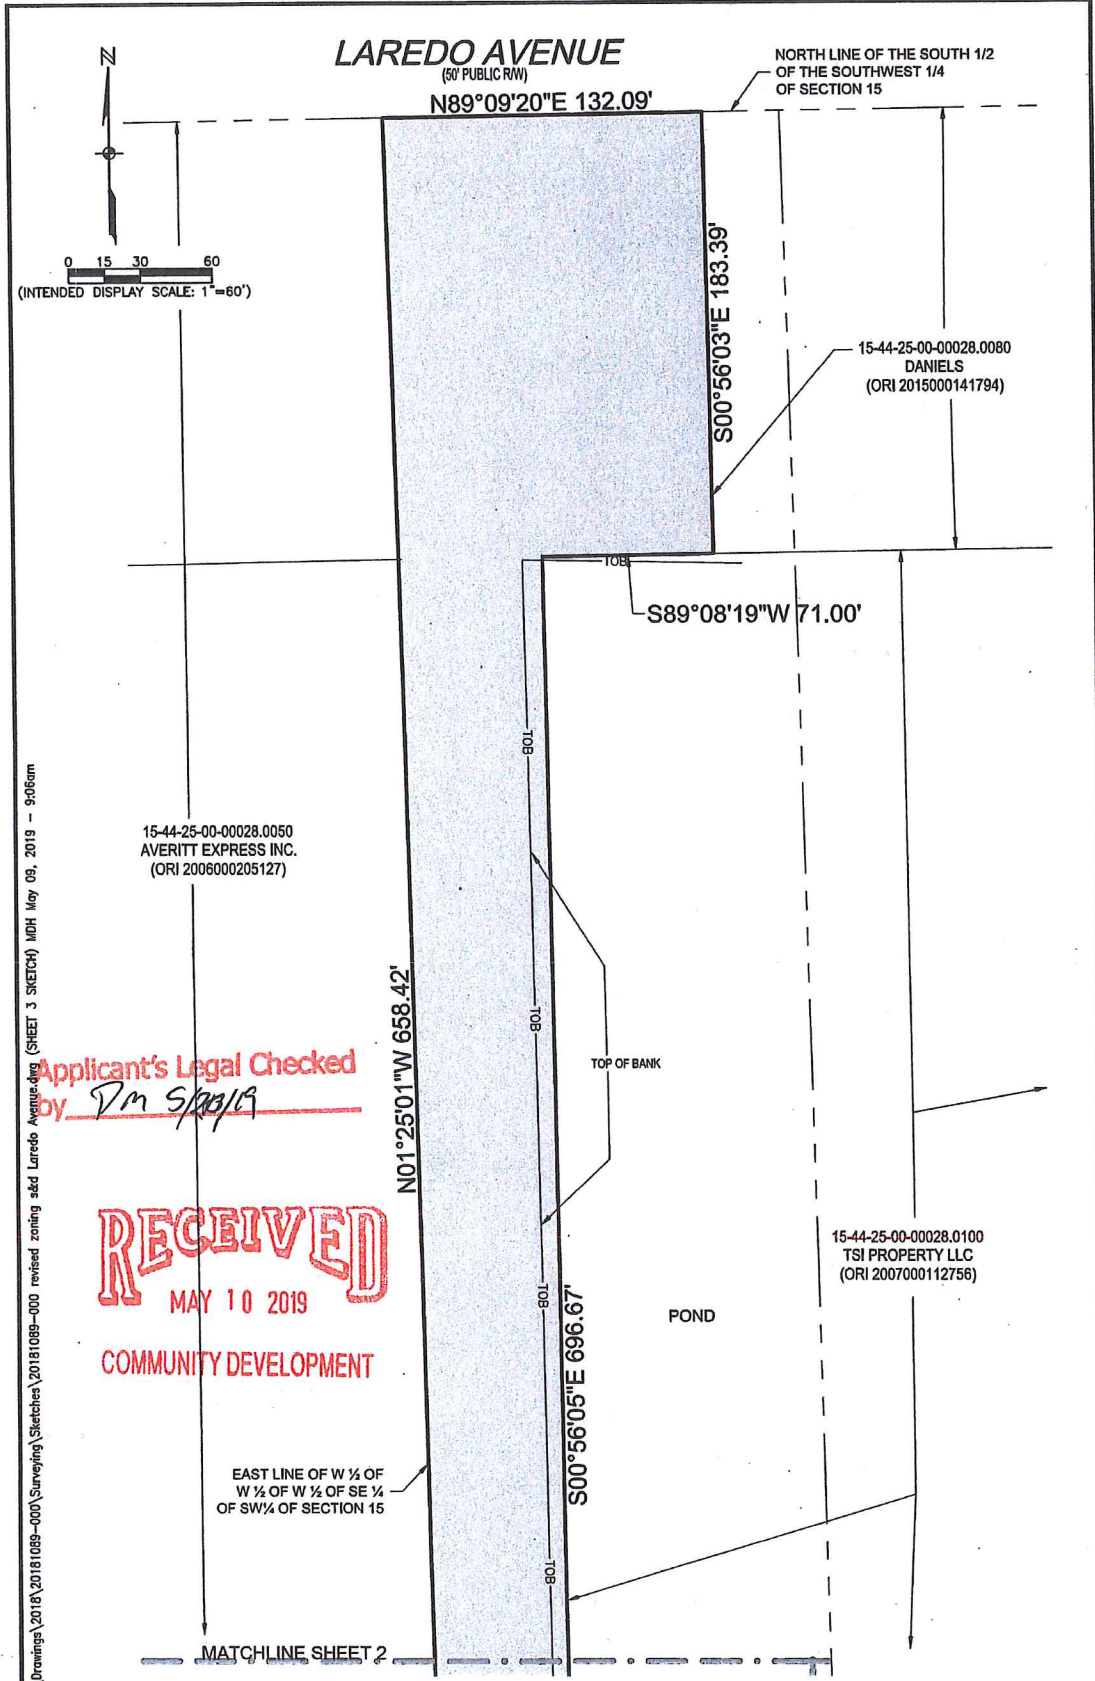 LAREDO AVENUE
(50' PUBLIC R/W)
N89°09'20"E 132.09'
NORTH LINE OF THE SOUTH 1/2
OF THE SOUTHWEST 1/4
OF SECTION 15
N
0 15 30 60
(INTENDED DISPLAY SCALE: 1"=60')
S00°56'03"E 183.39'
15-44-25-00-00028.0080
DANIELS
(ORI 2015000141794)
TOB
S89°08'19"W 71.00'
TOB
15-44-25-00-00028.0050
AVERITT EXPRESS INC.
(ORI 2006000205127)
N01°25'01"W 658.42'
TOB
TOP OF BANK
Applicant's Legal Checked
by DM
RECEIVED
MAY 10 2019
COMMUNITY DEVELOPMENT
15-44-25-00-00028.0100
TSI PROPERTY LLC
(ORI 2007000112756)
TOB
POND
S00°56'05"E 696.67'
EAST LINE OF W ½ OF
W ½ OF W ½ OF SE ¼
OF SW¼ OF SECTION 15
TOB
MATCHLINE SHEET 2
Drawings\2018\20181089-000\Surveying\Sketches\20181089-000 revised zoning s&d Laredo Avenue.dwg (SHEET 3 SKETCH) MDH May 09, 2019 - 9:06am